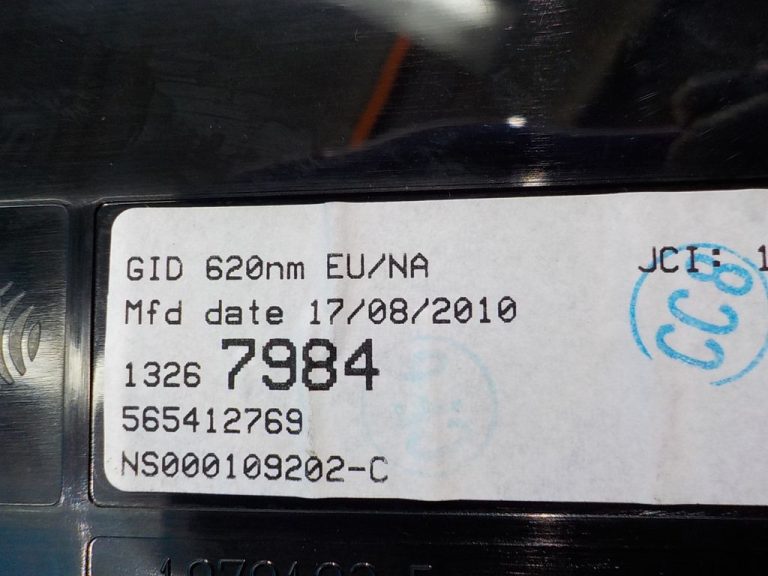 GID 620nm EU/NA
JCI: 1
Mfd date 17/08/2010
CC8
1326 7984
565412769
NS000109202-C